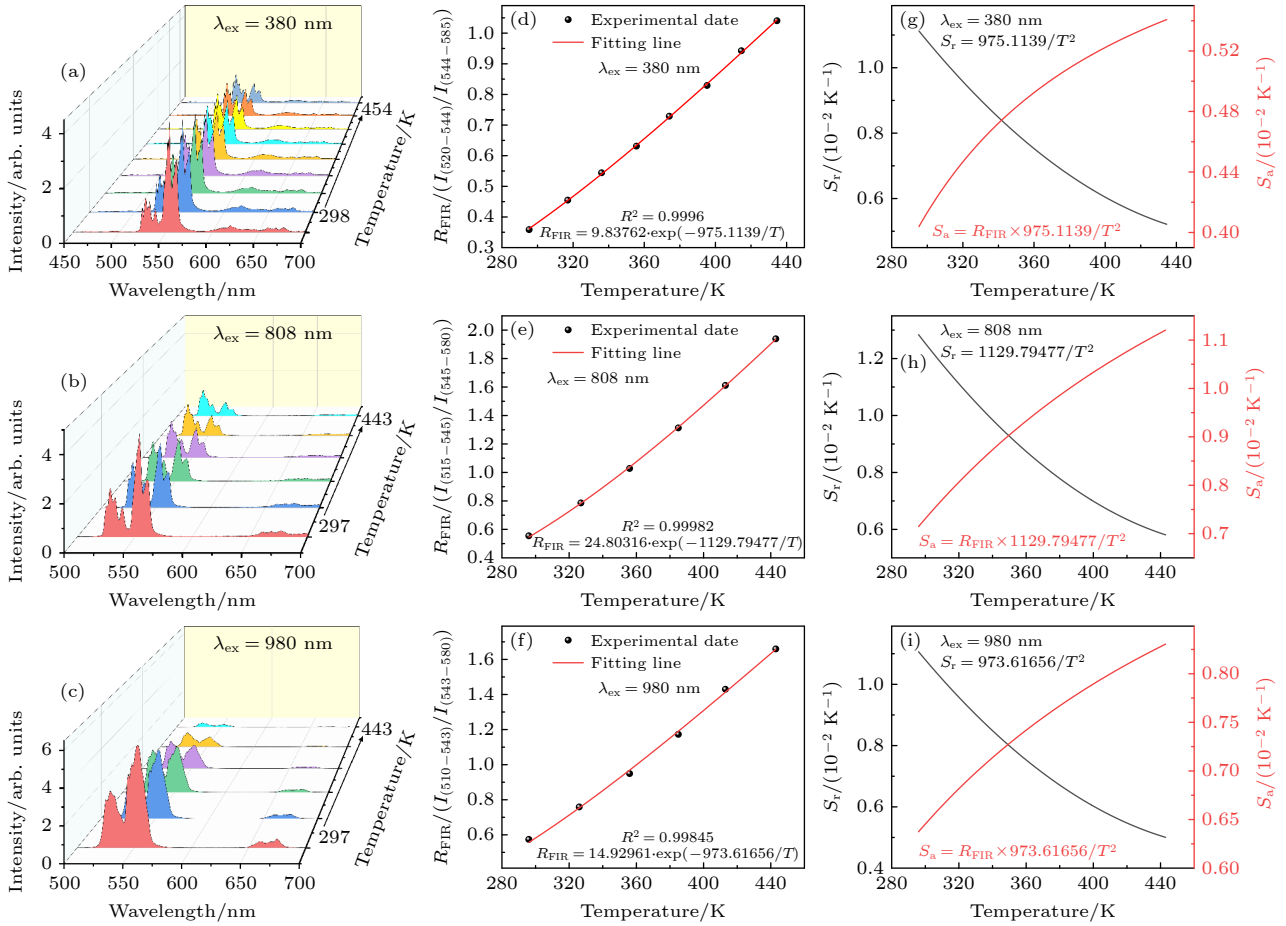 (a)
λex = 380 nm
Intensity/arb. units
4
2
0
450 500 550 600 650 700
Wavelength/nm
298
454
Temperature/K
(d)
Experimental date
Fitting line
λex = 380 nm
RFIR/(I(520−544)/I(544−585))
1.0
0.9
0.8
0.7
0.6
0.5
0.4
0.3
R² = 0.9996
RFIR = 9.83762·exp(−975.1139/T)
280 320 360 400 440
Temperature/K
(g)
λex = 380 nm
Sr = 975.1139/T²
Sr/(10⁻² K⁻¹)
1.0
0.8
0.6
Sa = RFIR×975.1139/T²
280 320 360 400 440
Temperature/K
0.52
0.48
0.44
0.40
Sa/(10⁻² K⁻¹)
(b)
λex = 808 nm
Intensity/arb. units
4
2
0
500 550 600 650 700 750
Wavelength/nm
297
443
Temperature/K
(e)
Experimental date
Fitting line
λex = 808 nm
RFIR/(I(515−545)/I(545−580))
2.0
1.8
1.6
1.4
1.2
1.0
0.8
0.6
0.4
R² = 0.99982
RFIR = 24.80316·exp(−1129.79477/T)
280 320 360 400 440
Temperature/K
(h)
λex = 808 nm
Sr = 1129.79477/T²
Sr/(10⁻² K⁻¹)
1.2
1.0
0.8
0.6
Sa = RFIR×1129.79477/T²
280 320 360 400 440
Temperature/K
1.1
1.0
0.9
0.8
0.7
Sa/(10⁻² K⁻¹)
(c)
λex = 980 nm
Intensity/arb. units
6
4
2
0
500 550 600 650 700 750
Wavelength/nm
297
443
Temperature/K
(f)
Experimental date
Fitting line
λex = 980 nm
RFIR/(I(510−543)/I(543−580))
1.6
1.4
1.2
1.0
0.8
0.6
R² = 0.99845
RFIR = 14.92961·exp(−973.61656/T)
280 320 360 400 440
Temperature/K
(i)
λex = 980 nm
Sr = 973.61656/T²
Sr/(10⁻² K⁻¹)
1.0
0.8
0.6
0.4
Sa = RFIR×973.61656/T²
280 320 360 400 440
Temperature/K
0.80
0.75
0.70
0.65
0.60
Sa/(10⁻² K⁻¹)